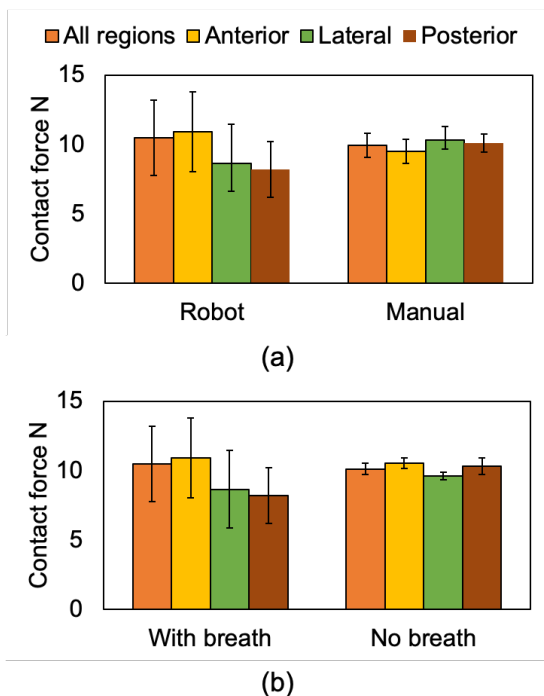 All regions Anterior Lateral Posterior
15
10
5
0
Contact force N
Robot Manual
(a)
15
10
5
0
Contact force N
With breath No breath
(b)